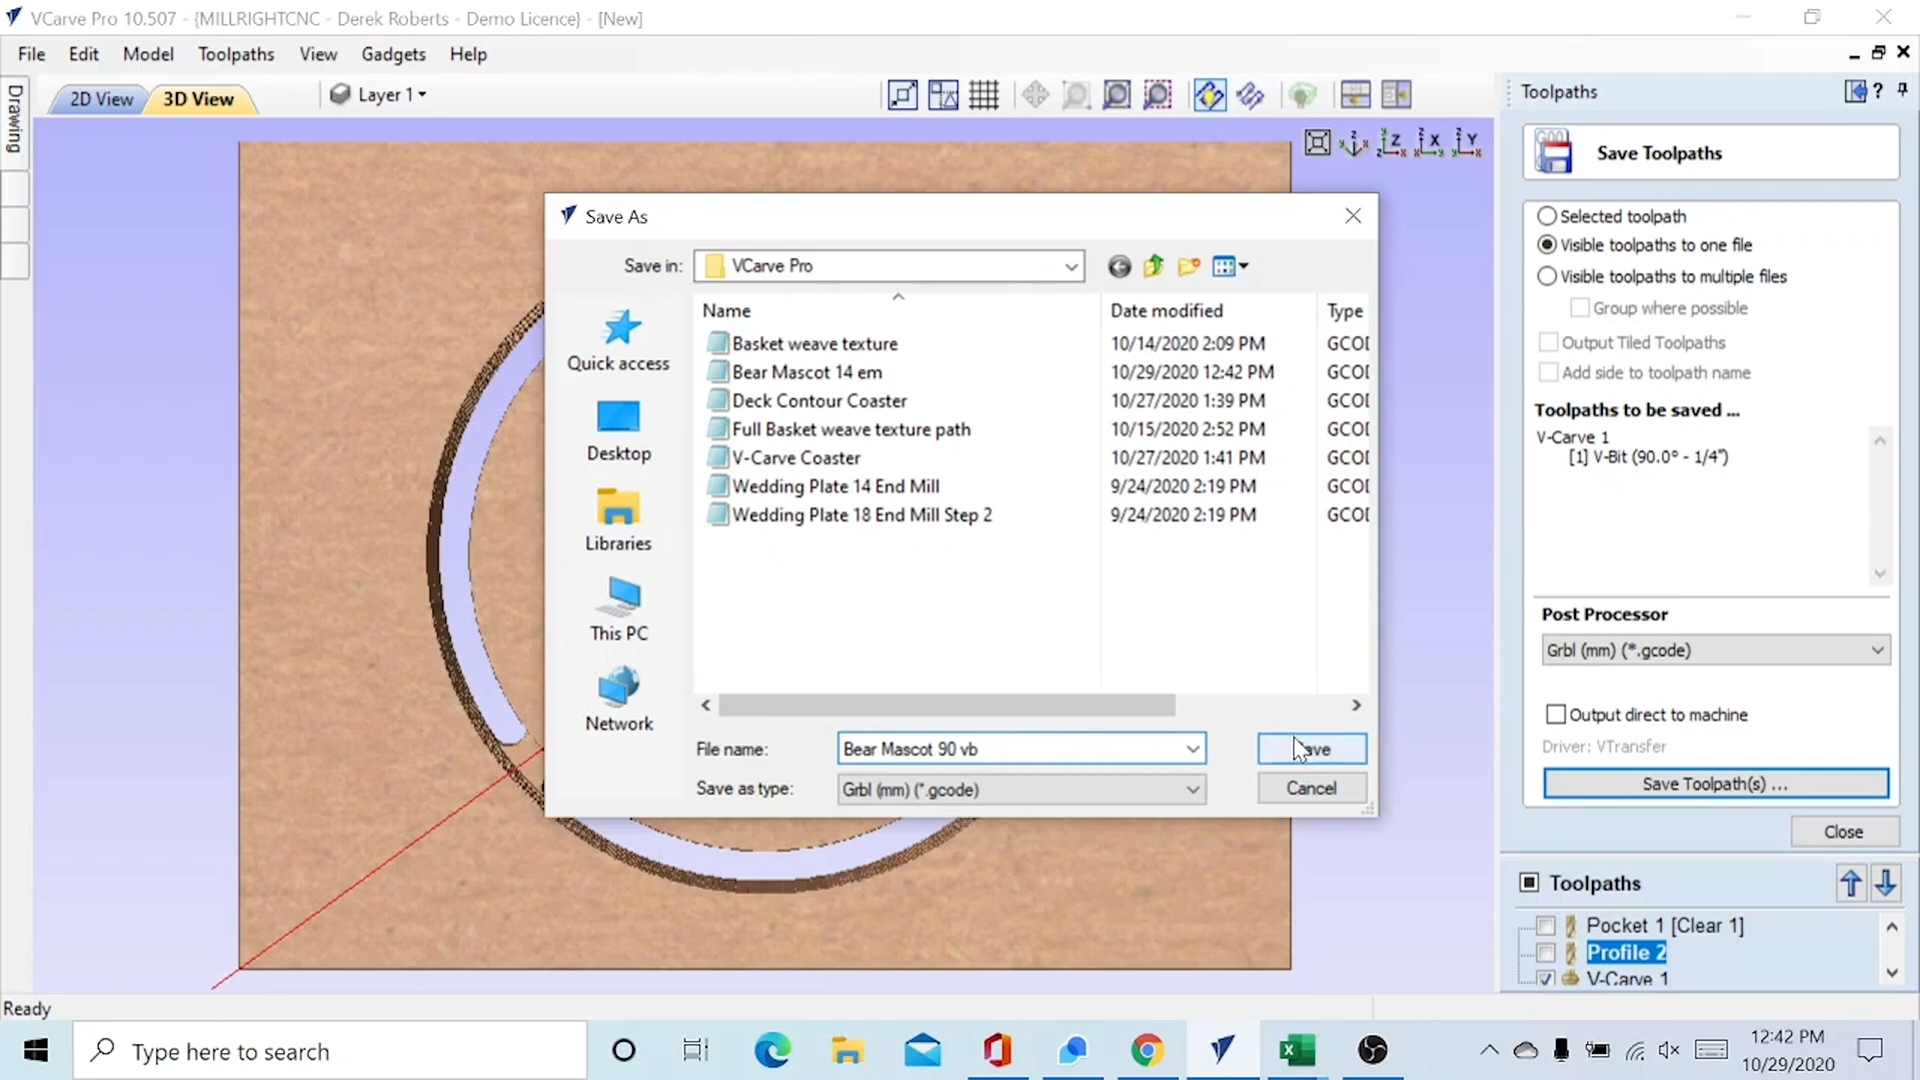 VCarve Pro 10.507 - {MILLRIGHTCNC - Derek Roberts - Demo Licence} - [New]
File Edit Model Toolpaths View Gadgets Help
Drawing
2D View 3D View Layer 1
Toolpaths
Save Toolpaths
Selected toolpath
Visible toolpaths to one file
Visible toolpaths to multiple files
Group where possible
Output Tiled Toolpaths
Add side to toolpath name
Toolpaths to be saved ...
V-Carve 1
[1] V-Bit (90.0° - 1/4")
Post Processor
Grbl (mm) (*.gcode)
Output direct to machine
Driver: VTransfer
Save Toolpath(s) ...
Close
Toolpaths
Pocket 1 [Clear 1]
Profile 2
V-Carve 1
Save As
Save in: VCarve Pro
Quick access
Desktop
Libraries
This PC
Network
Name Date modified Type
Basket weave texture 10/14/2020 2:09 PM GCOD
Bear Mascot 14 em 10/29/2020 12:42 PM GCOD
Deck Contour Coaster 10/27/2020 1:39 PM GCOD
Full Basket weave texture path 10/15/2020 2:52 PM GCOD
V-Carve Coaster 10/27/2020 1:41 PM GCOD
Wedding Plate 14 End Mill 9/24/2020 2:19 PM GCOD
Wedding Plate 18 End Mill Step 2 9/24/2020 2:19 PM GCOD
File name: Bear Mascot 90 vb
Save as type: Grbl (mm) (*.gcode)
Cancel
Ready
Type here to search
12:42 PM
10/29/2020